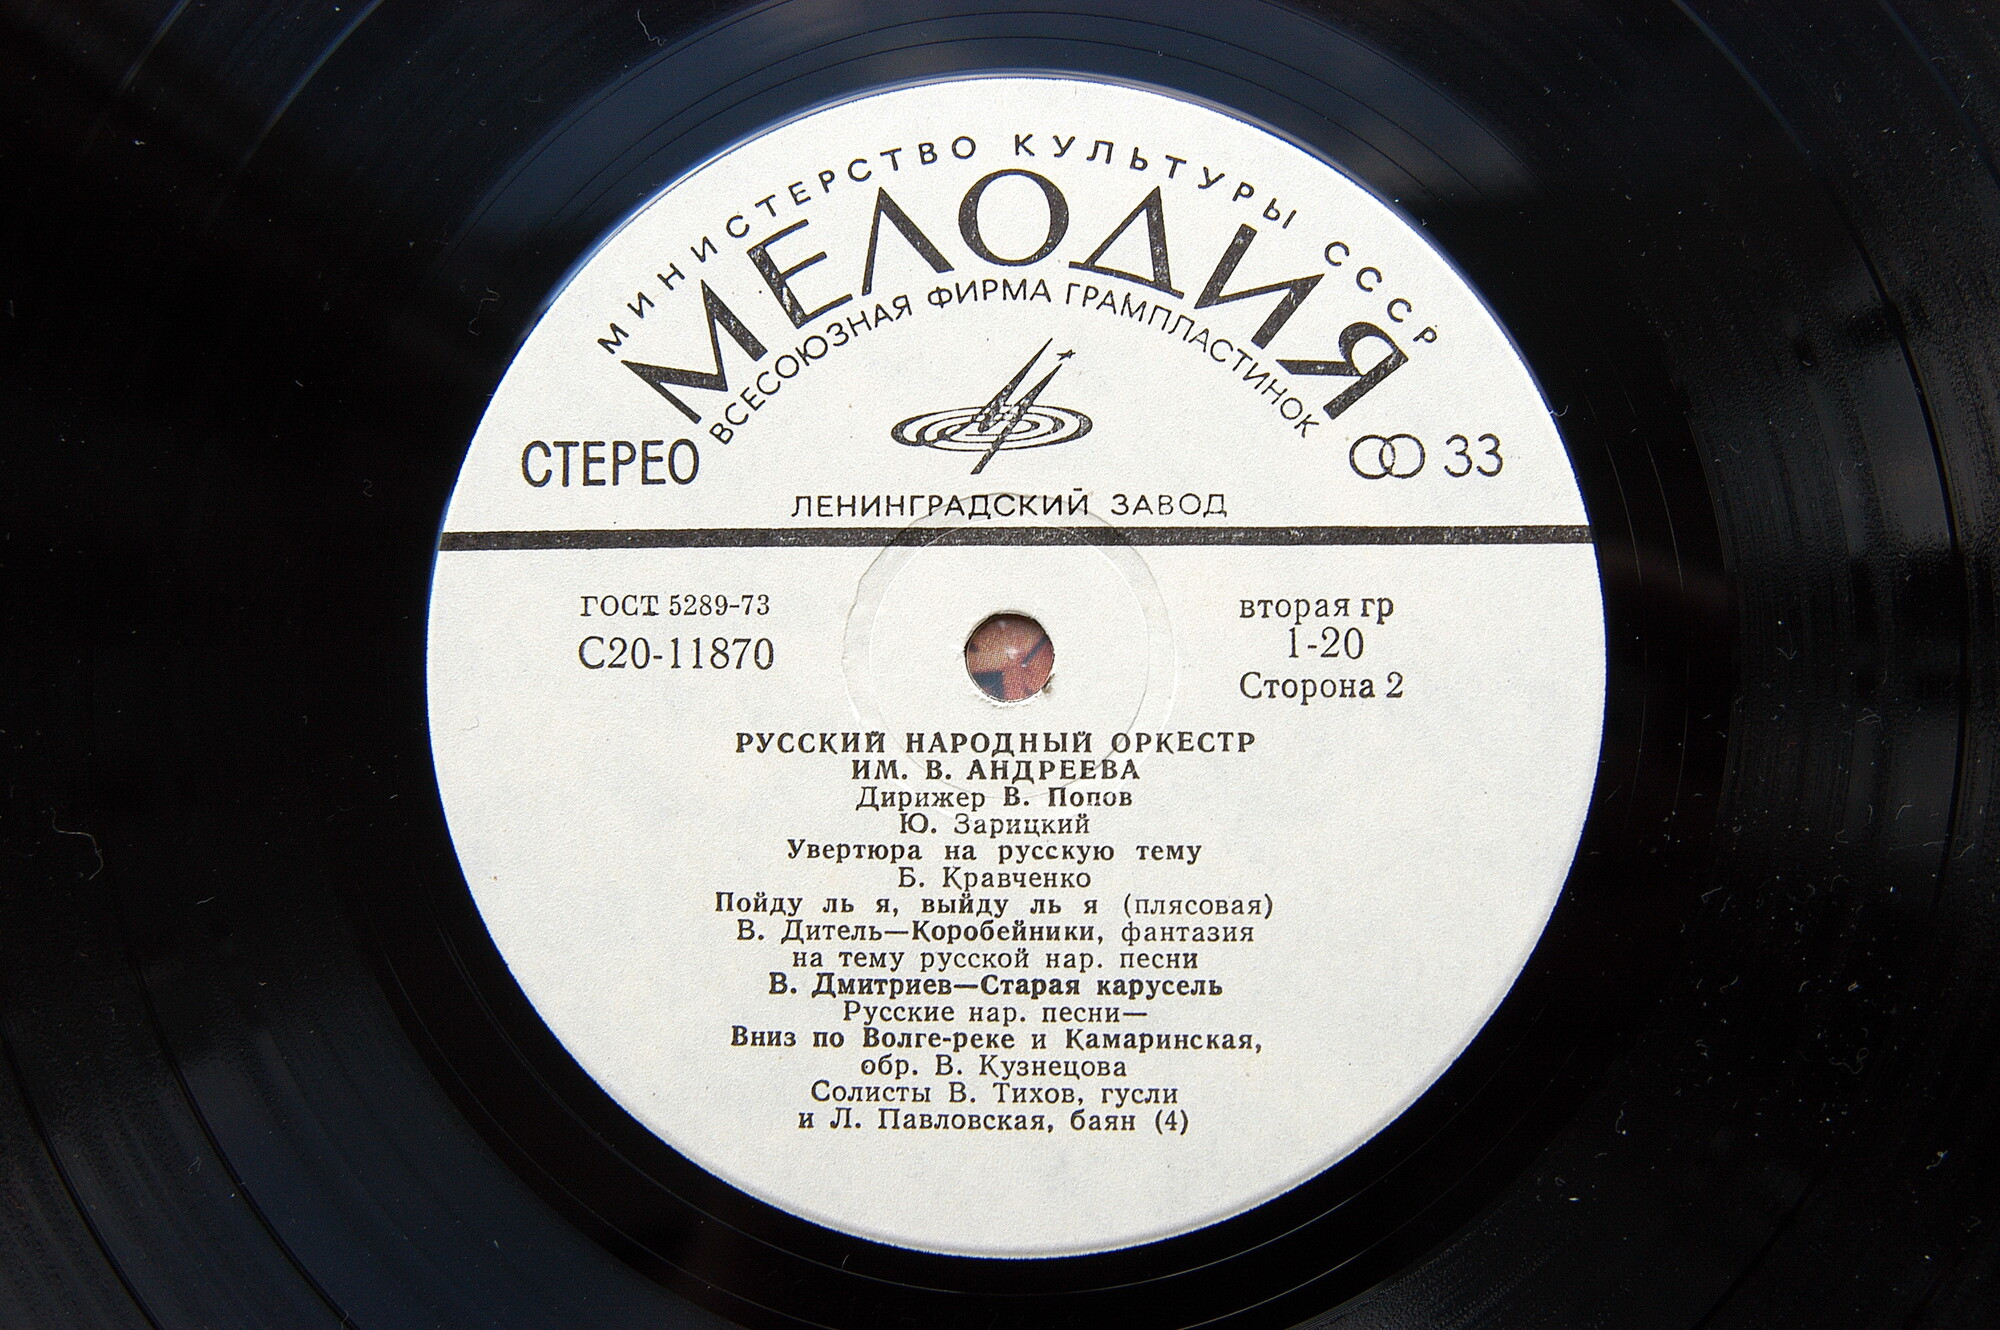 МИНИСТЕРСТВО КУЛЬТУРЫ СССР
МЕЛОДИЯ
ВСЕСОЮЗНАЯ ФИРМА ГРАМПЛАСТИНОК
СТЕРЕО
33
ЛЕНИНГРАДСКИЙ ЗАВОД
ГОСТ 5289-73
С20-11870
вторая гр
1-20
Сторона 2
РУССКИЙ НАРОДНЫЙ ОРКЕСТР
ИМ. В. АНДРЕЕВА
Дирижер В. Попов
Ю. Зарицкий
Увертюра на русскую тему
Б. Кравченко
Пойду ль я, выйду ль я (плясовая)
В. Дитель—Коробейники, фантазия
на тему русской нар. песни
В. Дмитриев—Старая карусель
Русские нар. песни—
Вниз по Волге-реке и Камаринская,
обр. В. Кузнецова
Солисты В. Тихов, гусли
и Л. Павловская, баян (4)